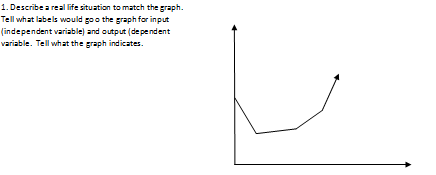 1. Describe a real life situation to match the graph.
Tell what labels would go o the graph for input
(independent variable) and output (dependent
variable. Tell what the graph indicates.